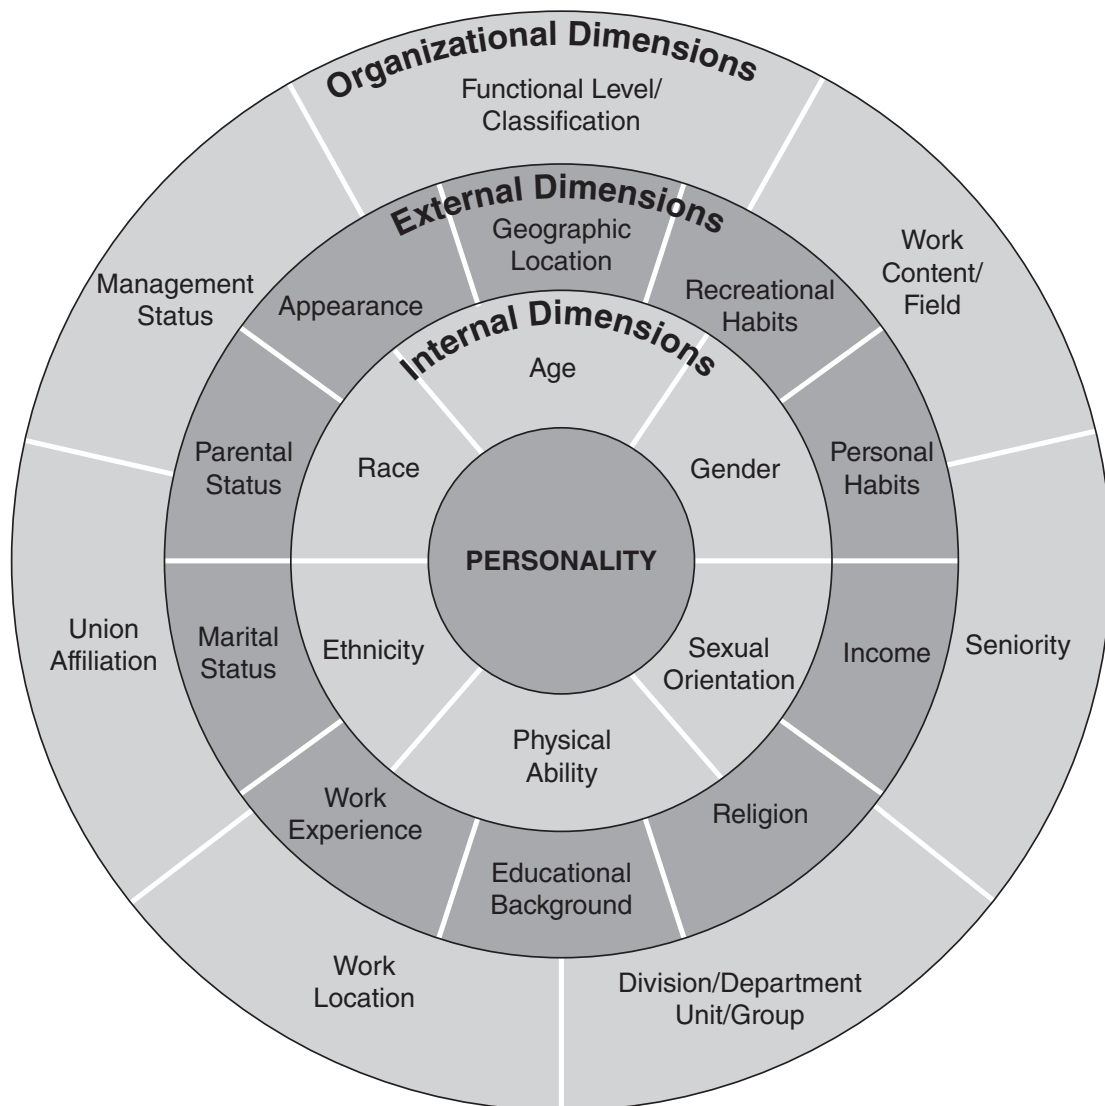 Organizational Dimensions
Functional Level/
Classification
Work
Content/
Field
Seniority
Division/Department
Unit/Group
Work
Location
Union
Affiliation
Management
Status
External Dimensions
Geographic
Location
Recreational
Habits
Personal
Habits
Income
Religion
Educational
Background
Work
Experience
Marital
Status
Parental
Status
Appearance
Internal Dimensions
Age
Gender
Sexual
Orientation
Physical
Ability
Ethnicity
Race
PERSONALITY